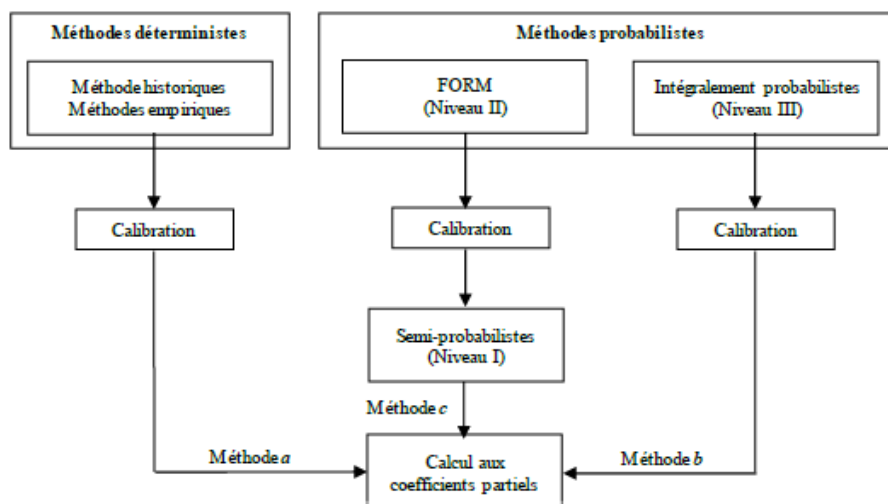 Méthodes déterministes
Méthodes probabilistes
Méthode historiques
Méthodes empiriques
FORM
(Niveau II)
Intégralement probabilistes
(Niveau III)
Calibration
Calibration
Calibration
Semi-probabilistes
(Niveau I)
Méthode c
Méthode a
Calcul aux
coefficients partiels
Méthode b